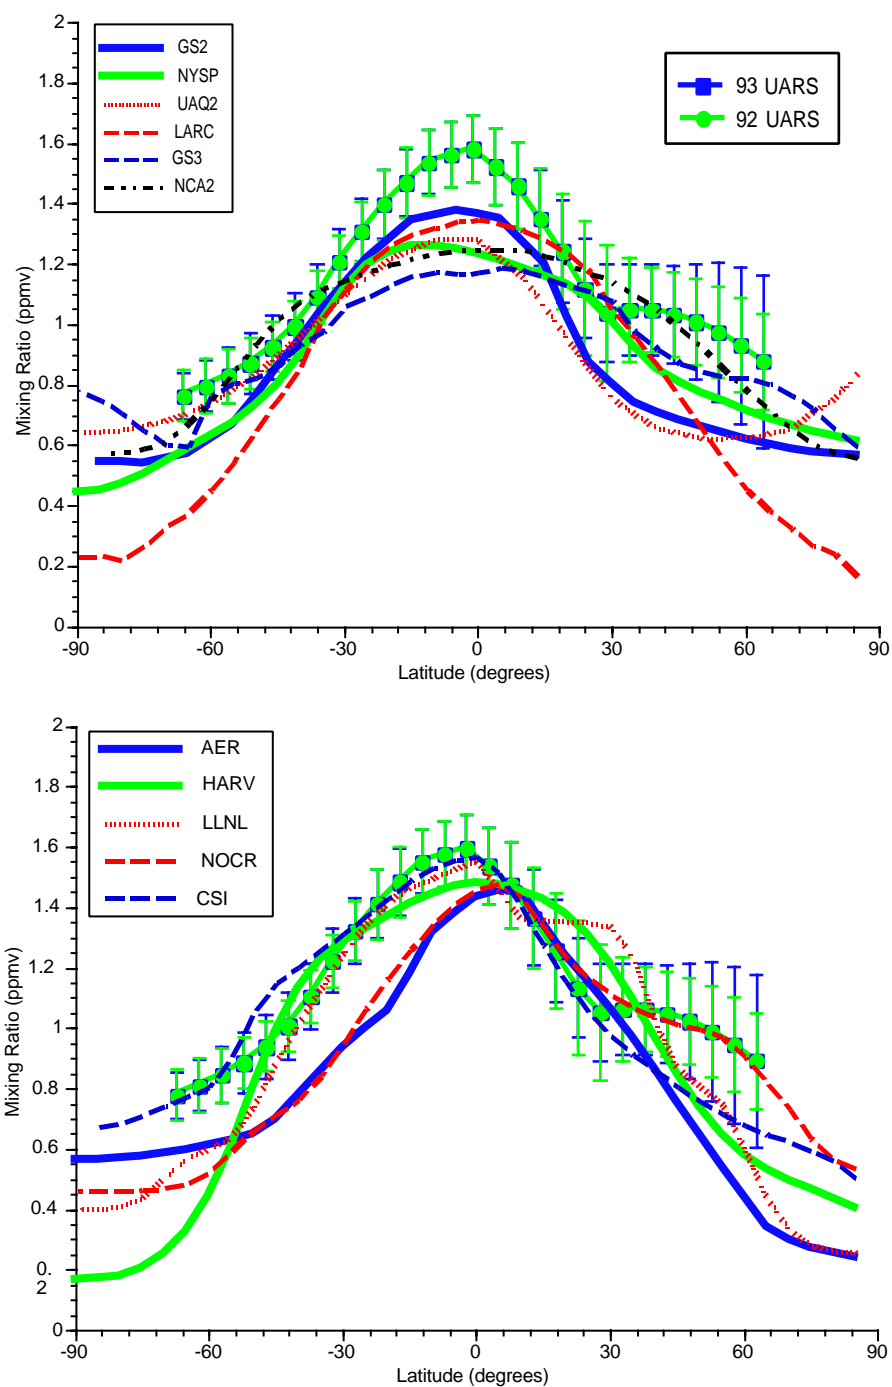 2
1.8
1.6
1.4
1.2
1
0.8
0.6
0.4
0.2
0
Mixing Ratio (ppmv)
GS2
NYSP
UAQ2
LARC
GS3
NCA2
93 UARS
92 UARS
-90 -60 -30 0 30 60 90
Latitude (degrees)
2
1.8
1.6
1.4
1.2
1
0.8
0.6
0.4
0.
2
0
Mixing Ratio (ppmv)
AER
HARV
LLNL
NOCR
CSI
-90 -60 -30 0 30 60 90
Latitude (degrees)